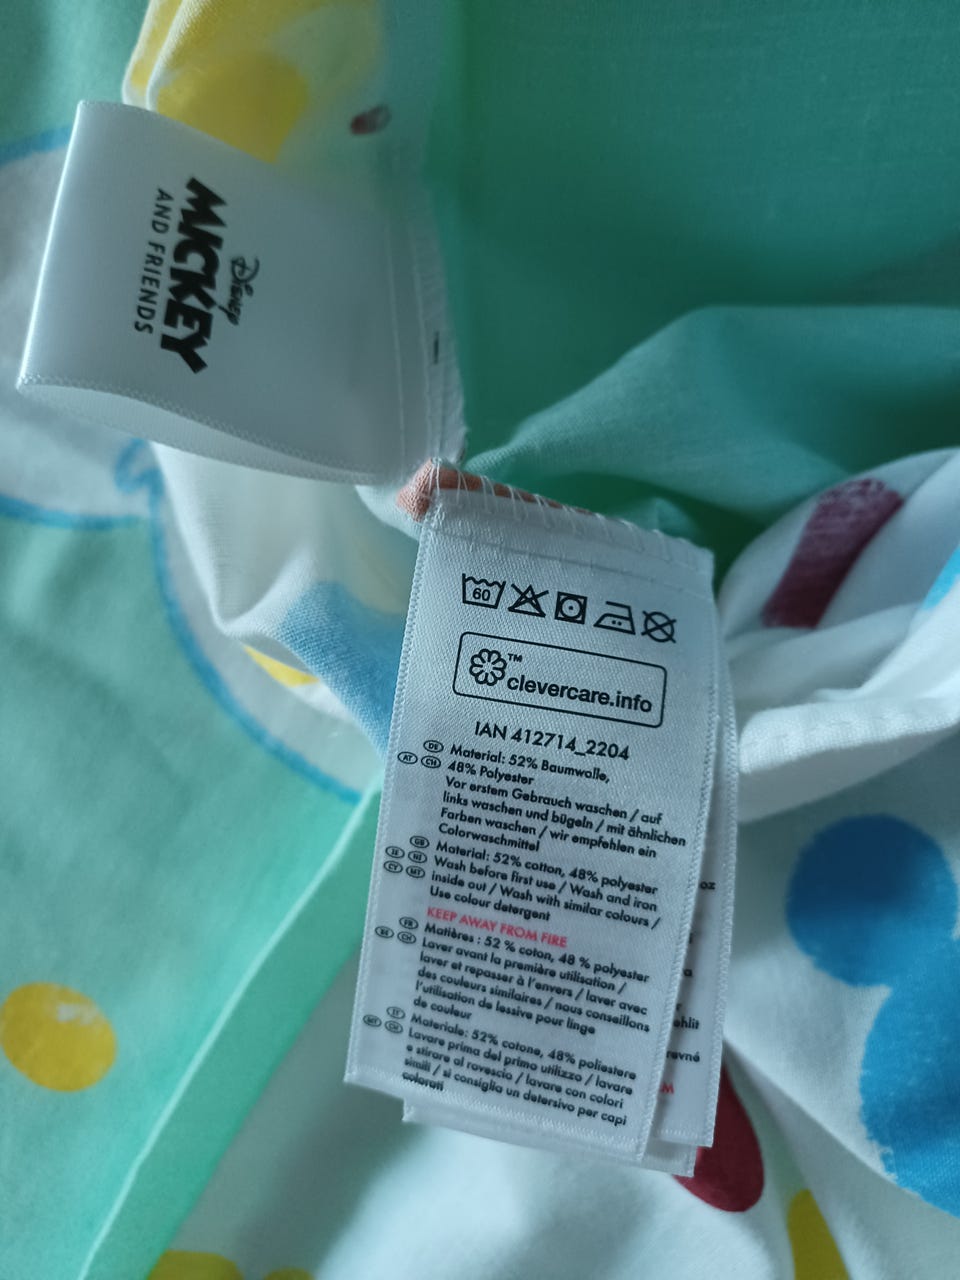 Disney
MICKEY
AND FRIENDS
60
™
clevercare.info
IAN 412714_2204
DE Material: 52% Baumwolle,
AT CH 48% Polyester
Vor erstem Gebrauch waschen / auf
links waschen und bügeln / mit ähnlichen
Farben waschen / wir empfehlen ein
Colorwaschmittel
GB Material: 52% cotton, 48% polyester
IE NI Wash before first use / Wash and iron
CY MT inside out / Wash with similar colours /
Use colour detergent
KEEP AWAY FROM FIRE
FR Matières : 52 % coton, 48 % polyester
BE CH Laver avant la première utilisation /
laver et repasser à l'envers / laver avec
des couleurs similaires / nous conseillons
l'utilisation de lessive pour linge
de couleur
IT Materiale: 52% cotone, 48% poliestere
MT CH Lavare prima del primo utilizzo / lavare
e stirare al rovescio / lavare con colori
simili / si consiglia un detersivo per capi
colorati
oz
a
ehlit
revné
M